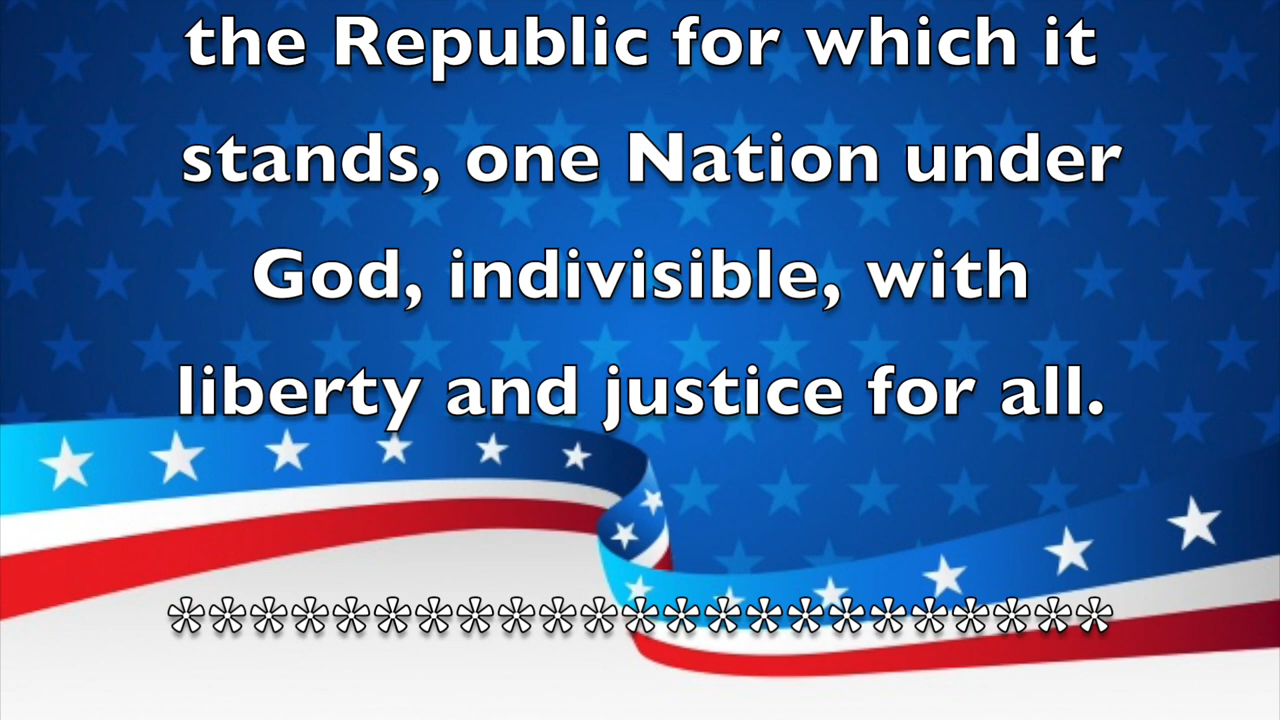 the Republic for which it
stands, one Nation under
God, indivisible, with
liberty and justice for all.
***********************